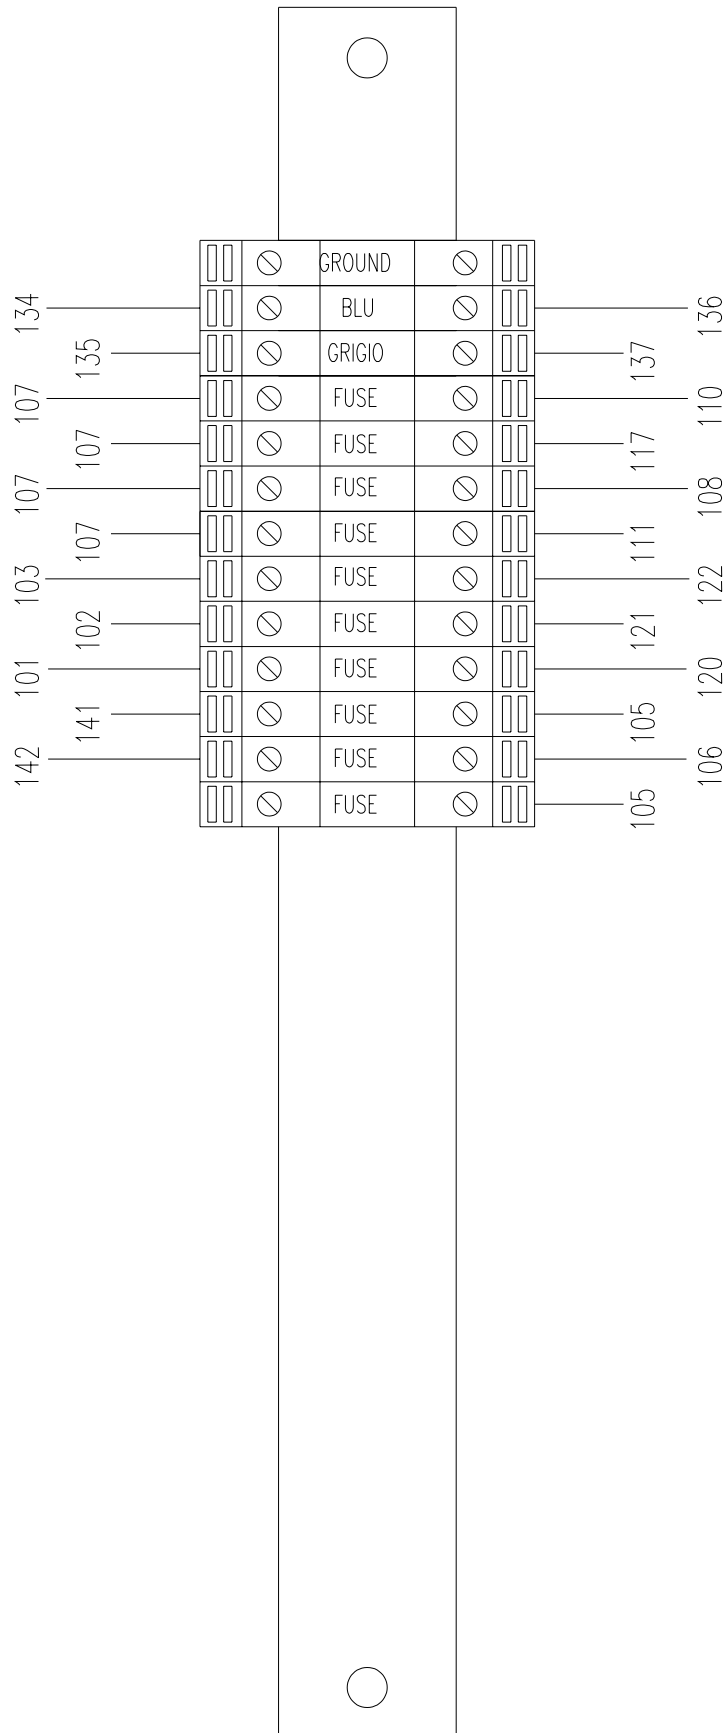 GROUND
134 BLU 136
135 GRIGIO 137
107 FUSE 110
107 FUSE 117
107 FUSE 108
107 FUSE 111
103 FUSE 122
102 FUSE 121
101 FUSE 120
141 FUSE 105
142 FUSE 106
FUSE 105